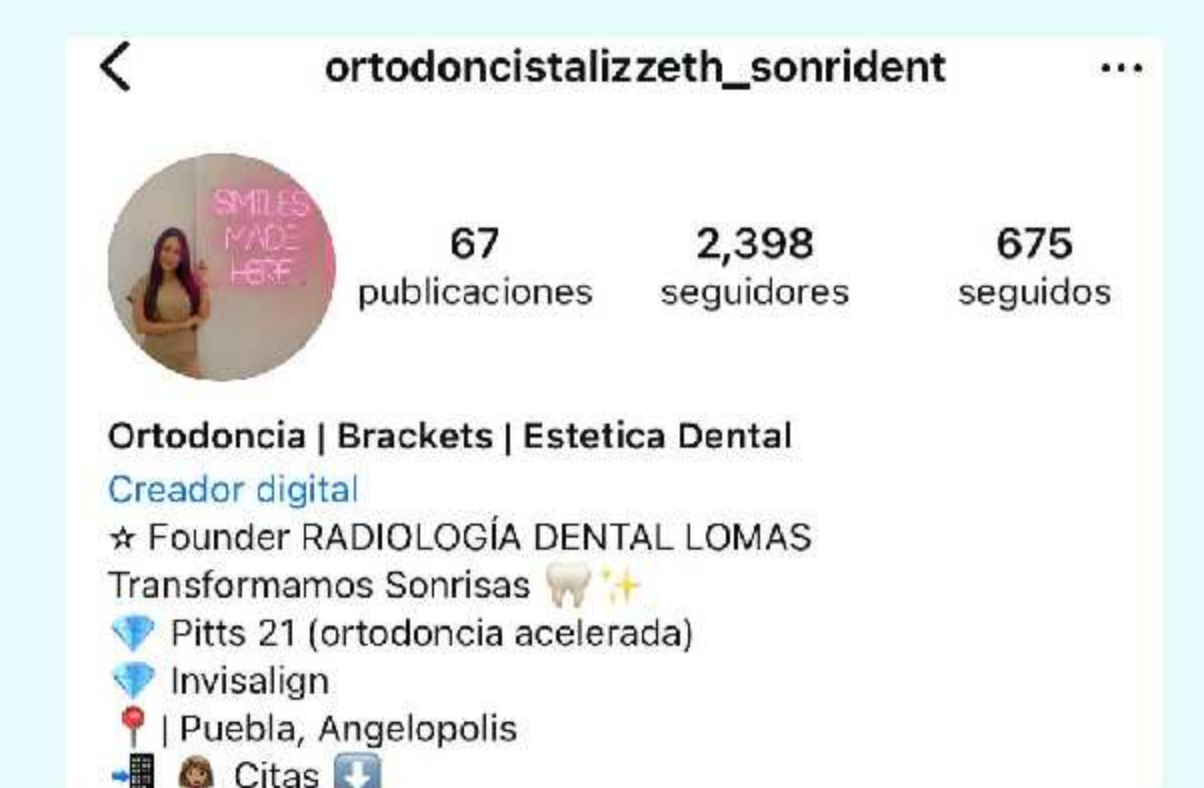 ortodoncistalizzeth_sonrident
SMILES
MADE
HERE
67
publicaciones
2,398
seguidores
675
seguidos
Ortodoncia | Brackets | Estetica Dental
Creador digital
☆ Founder RADIOLOGÍA DENTAL LOMAS
Transformamos Sonrisas 🦷✨
💎 Pitts 21 (ortodoncia acelerada)
💎 Invisalign
📍 | Puebla, Angelopolis
📲 👩🏽 Citas ⬇️